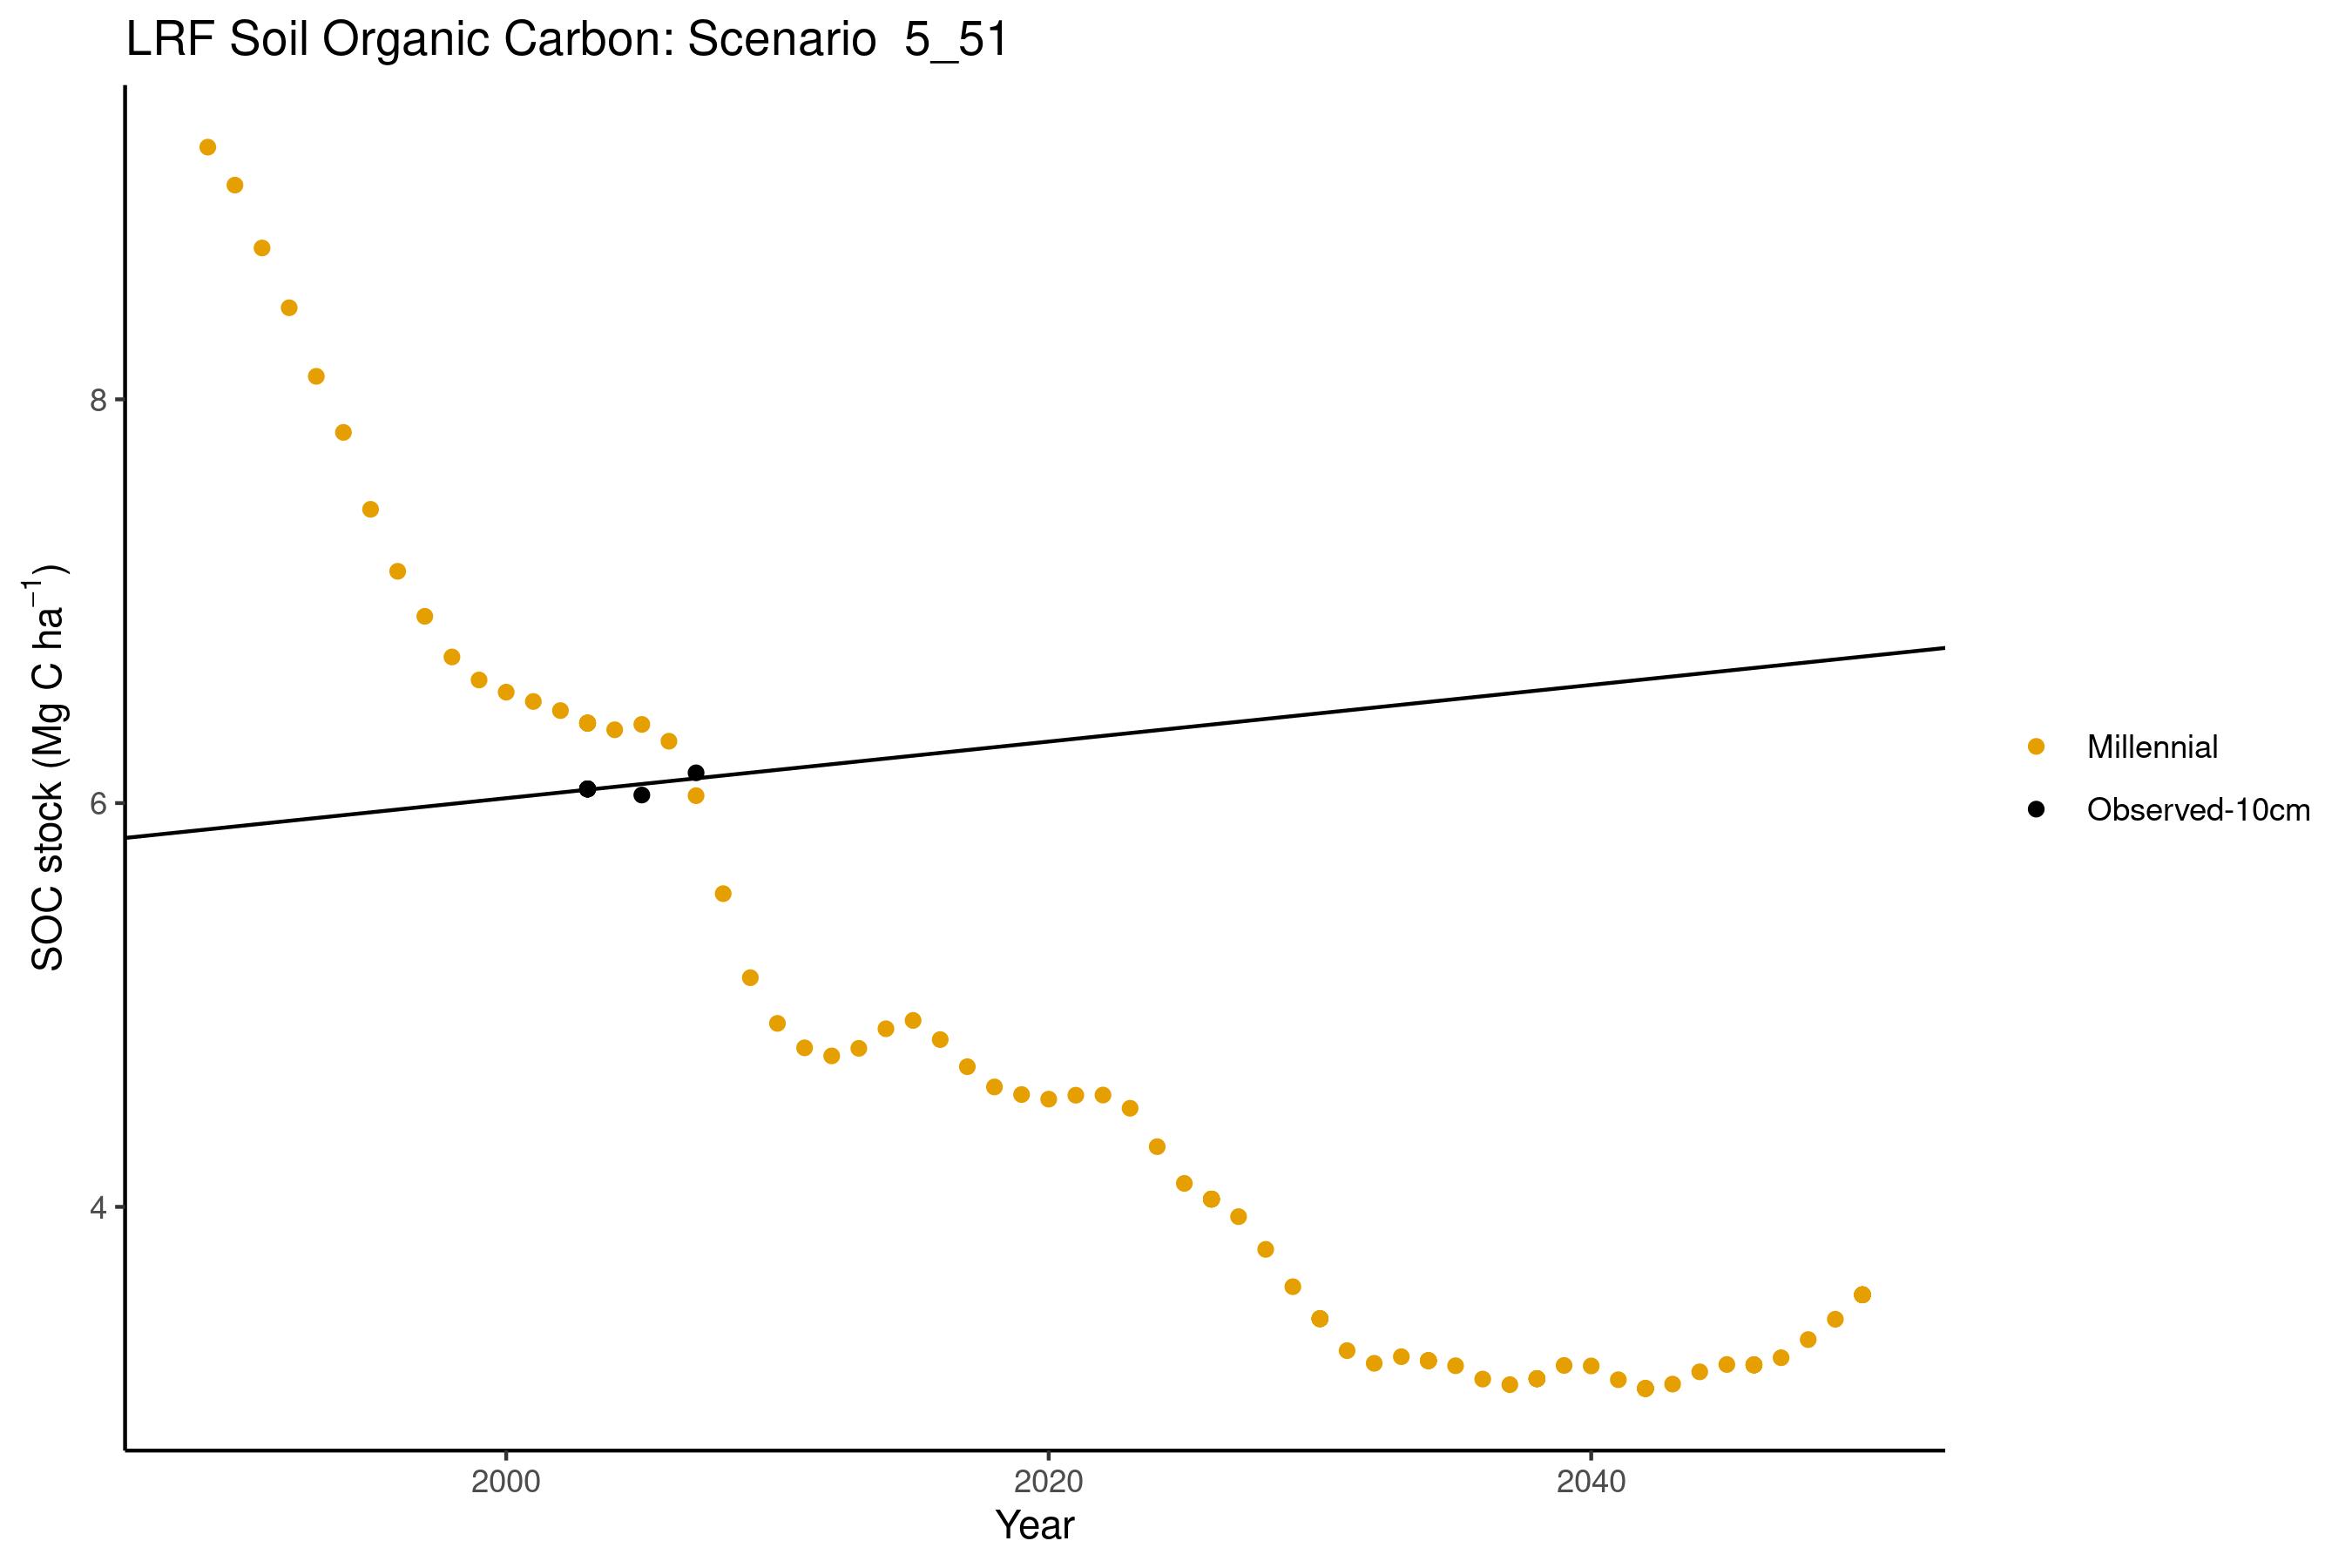 LRF Soil Organic Carbon: Scenario  5_51
SOC stock (Mg C ha⁻¹)
8
6
4
2000
2020
2040
Year
Millennial
Observed-10cm